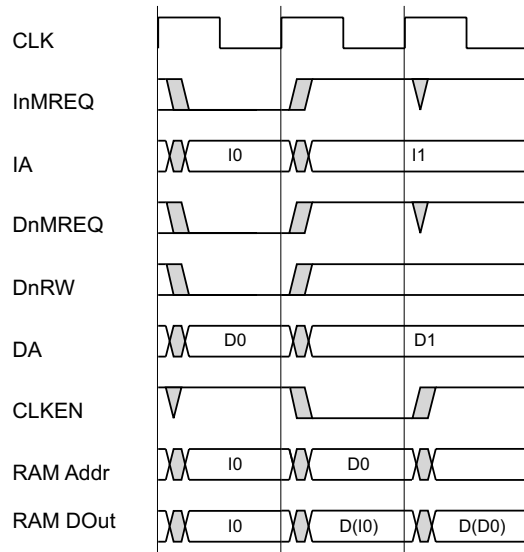 CLK
InMREQ
IA I0 I1
DnMREQ
DnRW
DA D0 D1
CLKEN
RAM Addr I0 D0
RAM DOut I0 D(I0) D(D0)